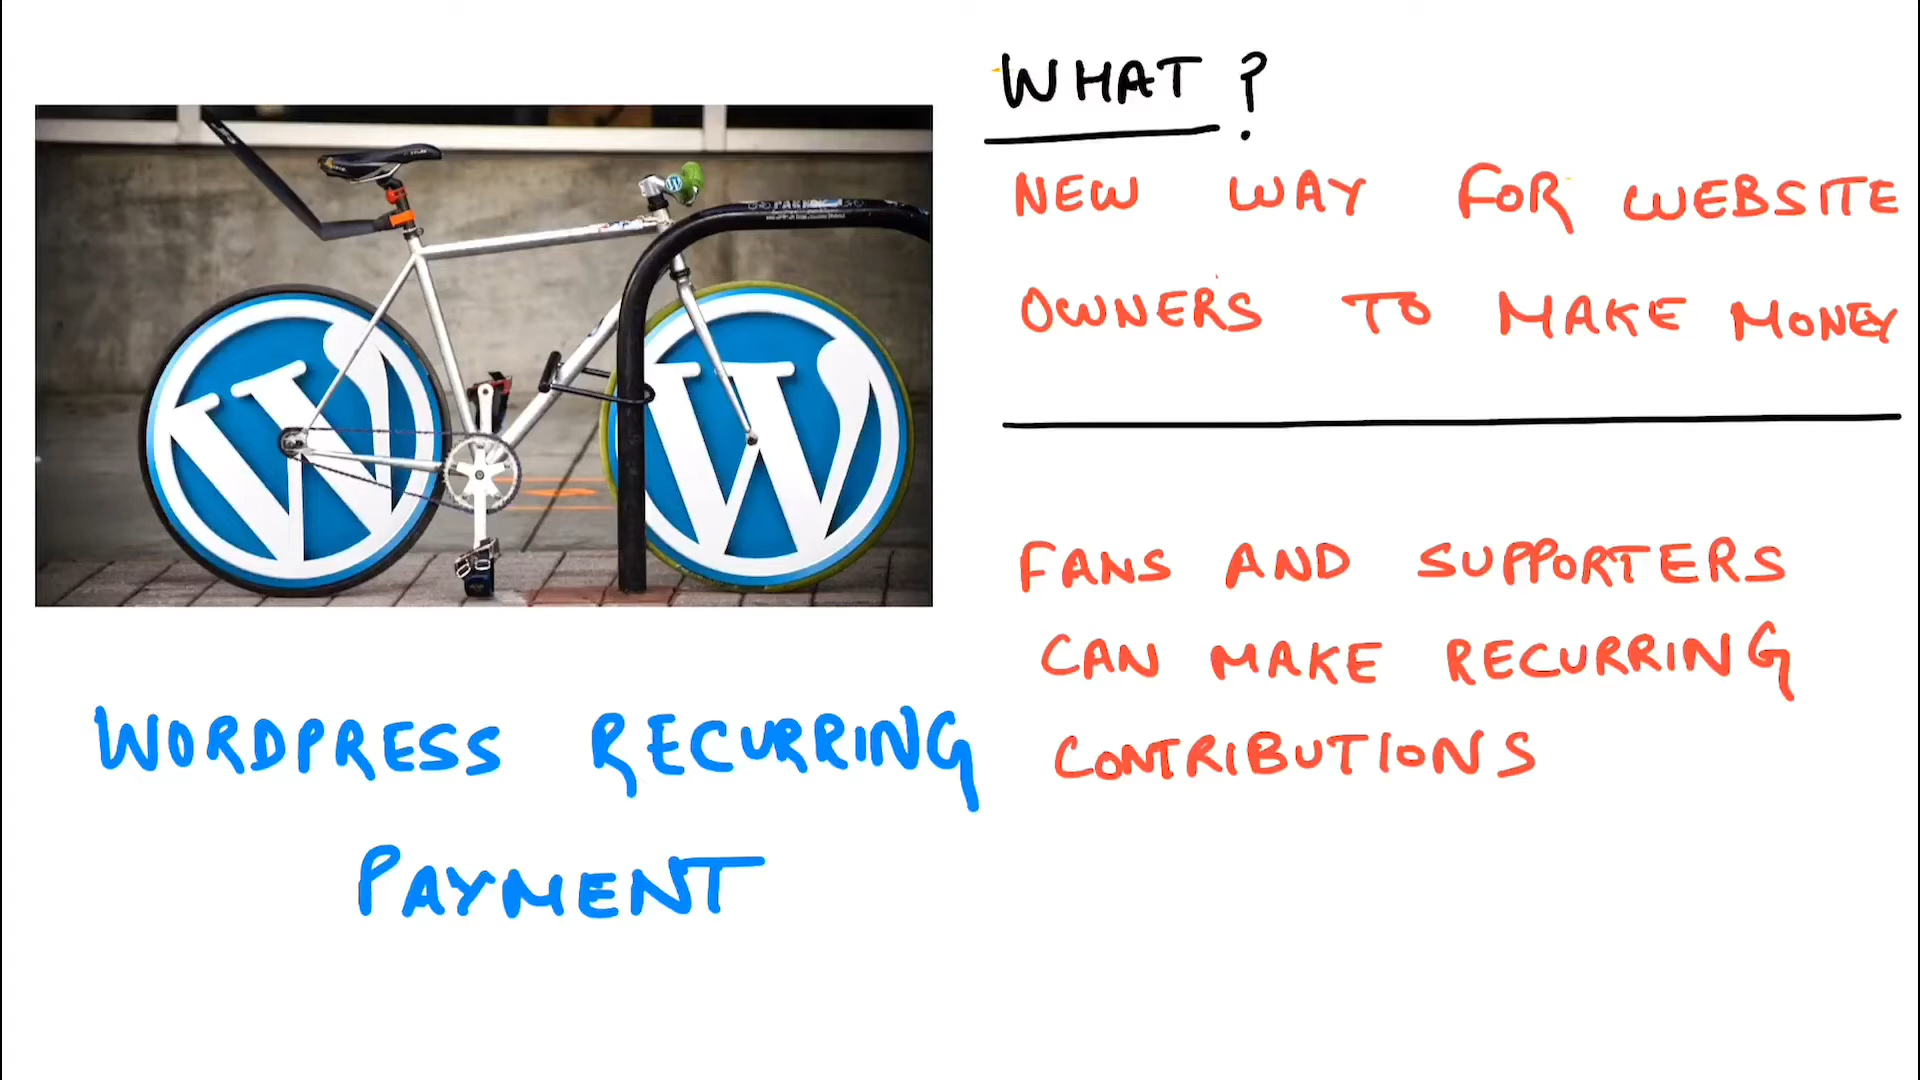 WHAT?
NEW WAY FOR WEBSITE
OWNERS TO MAKE MONEY
FANS AND SUPPORTERS
CAN MAKE RECURRING
CONTRIBUTIONS
WORDPRESS RECURRING
PAYMENT